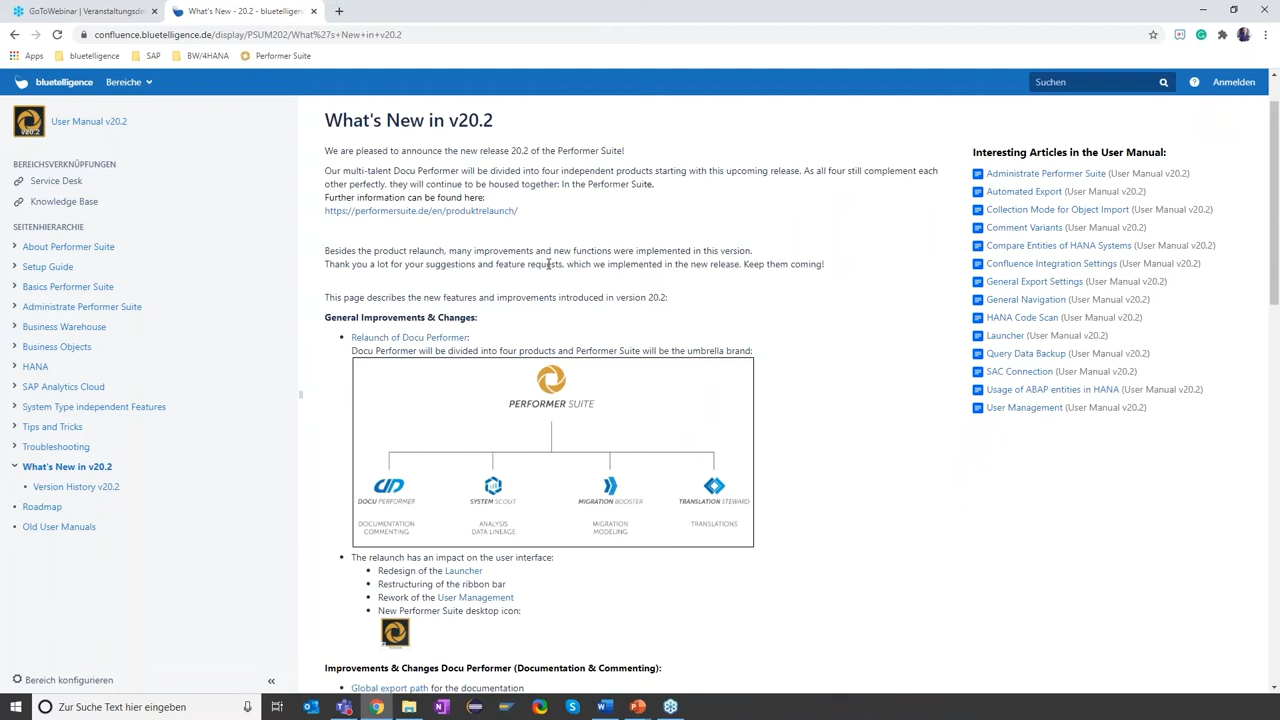 GoToWebinar | Veranstaltungsde
What's New - 20.2 - bluetelligenc
confluence.bluetelligence.de/display/PSUM202/What%27s+New+in+v20.2
Apps bluetelligence SAP BW/4HANA Performer Suite
bluetelligence Bereiche Suchen Anmelden
User Manual v20.2
BEREICHSVERKNÜPFUNGEN
Service Desk
Knowledge Base
SEITENHIERARCHIE
About Performer Suite
Setup Guide
Basics Performer Suite
Administrate Performer Suite
Business Warehouse
Business Objects
HANA
SAP Analytics Cloud
System Type independent Features
Tips and Tricks
Troubleshooting
What's New in v20.2
Version History v20.2
Roadmap
Old User Manuals
Bereich konfigurieren
What's New in v20.2
We are pleased to announce the new release 20.2 of the Performer Suite!
Our multi-talent Docu Performer will be divided into four independent products starting with this upcoming release. As all four still complement each
other perfectly, they will continue to be housed together: In the Performer Suite.
Further information can be found here:
https://performersuite.de/en/produktrelaunch/
Besides the product relaunch, many improvements and new functions were implemented in this version.
Thank you a lot for your suggestions and feature requests, which we implemented in the new release. Keep them coming!
This page describes the new features and improvements introduced in version 20.2:
General Improvements & Changes:
Relaunch of Docu Performer:
Docu Performer will be divided into four products and Performer Suite will be the umbrella brand:
PERFORMER SUITE
DOCU PERFORMER SYSTEM SCOUT MIGRATION BOOSTER TRANSLATION STEWARD
DOCUMENTATION ANALYSIS MIGRATION TRANSLATIONS
COMMENTING DATA LINEAGE MODELING
The relaunch has an impact on the user interface:
Redesign of the Launcher
Restructuring of the ribbon bar
Rework of the User Management
New Performer Suite desktop icon:
Improvements & Changes Docu Performer (Documentation & Commenting):
Global export path for the documentation
Interesting Articles in the User Manual:
Administrate Performer Suite (User Manual v20.2)
Automated Export (User Manual v20.2)
Collection Mode for Object Import (User Manual v20.2)
Comment Variants (User Manual v20.2)
Compare Entities of HANA Systems (User Manual v20.2)
Confluence Integration Settings (User Manual v20.2)
General Export Settings (User Manual v20.2)
General Navigation (User Manual v20.2)
HANA Code Scan (User Manual v20.2)
Launcher (User Manual v20.2)
Query Data Backup (User Manual v20.2)
SAC Connection (User Manual v20.2)
Usage of ABAP entities in HANA (User Manual v20.2)
User Management (User Manual v20.2)
Zur Suche Text hier eingeben